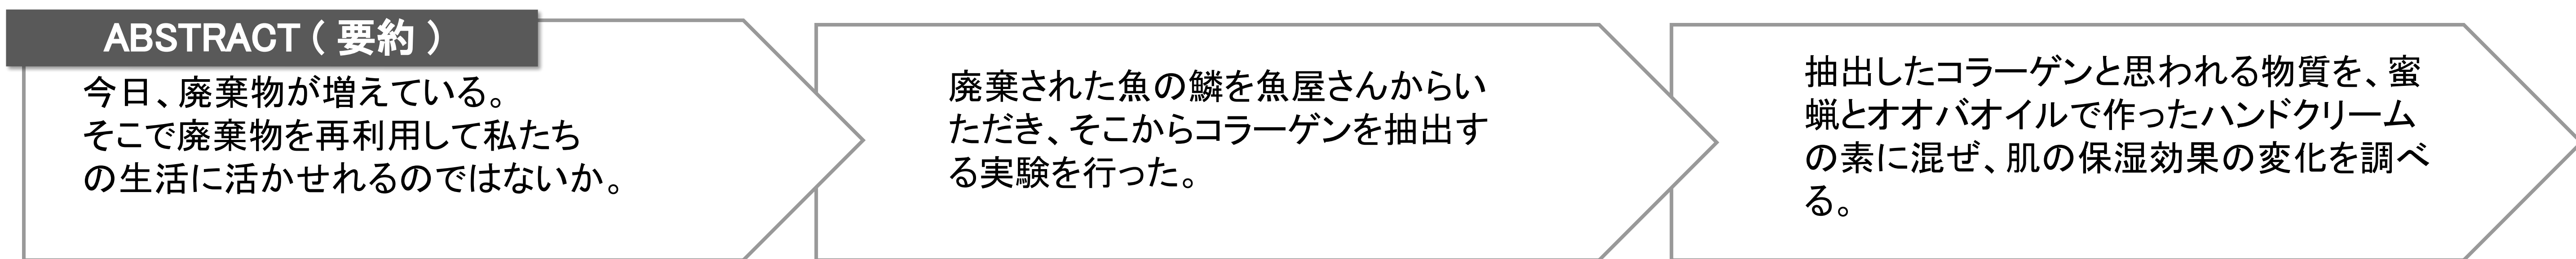 ABSTRACT ( 要約 )
今日、廃棄物が増えている。
そこで廃棄物を再利用して私たち
の生活に活かせれるのではないか。
廃棄された魚の鱗を魚屋さんからい
ただき、そこからコラーゲンを抽出す
る実験を行った。
抽出したコラーゲンと思われる物質を、蜜
蝋とオオバオイルで作ったハンドクリーム
の素に混ぜ、肌の保湿効果の変化を調べ
る。